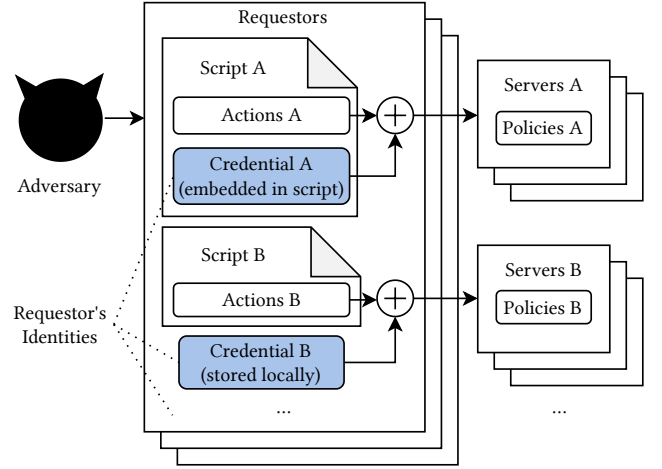 Requestors
Script A
Actions A
Credential A
(embedded in script)
Servers A
Policies A
Adversary
Script B
Actions B
Credential B
(stored locally)
Servers B
Policies B
Requestor's
Identities
...
...